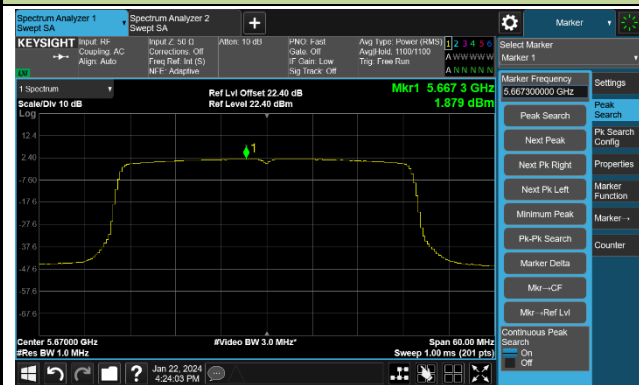 Spectrum Analyzer 1
Swept SA
Spectrum Analyzer 2
Swept SA
+
Marker
KEYSIGHT
Input: RF
Coupling: AC
Align: Auto
Input Z: 50 Ω
Corrections: Off
Freq Ref: Int (S)
NFE: Adaptive
Atten: 10 dB
PNO: Fast
Gate: Off
IF Gain: Low
Sig Track: Off
Avg Type: Power (RMS)
Avg|Hold: 1100/1100
Trig: Free Run
1 2 3 4 5 6
A W W W W W
A N N N N N
LXI
Select Marker
Marker 1
1 Spectrum
Scale/Div 10 dB
Log
Ref Lvl Offset 22.40 dB
Ref Level 22.40 dBm
Mkr1 5.667 3 GHz
1.879 dBm
12.4
2.40
-7.60
-17.6
-27.6
-37.6
-47.6
-57.6
-67.6
1
Center 5.67000 GHz
#Res BW 1.0 MHz
#Video BW 3.0 MHz*
Span 60.00 MHz
Sweep 1.00 ms (201 pts)
Marker Frequency
5.667300000 GHz
Peak Search
Next Peak
Next Pk Right
Next Pk Left
Minimum Peak
Pk-Pk Search
Marker Delta
Mkr→CF
Mkr→Ref Lvl
Continuous Peak
Search
On
Off
Settings
Peak
Search
Pk Search
Config
Properties
Marker
Function
Marker→
Counter
?
Jan 22, 2024
4:24:03 PM